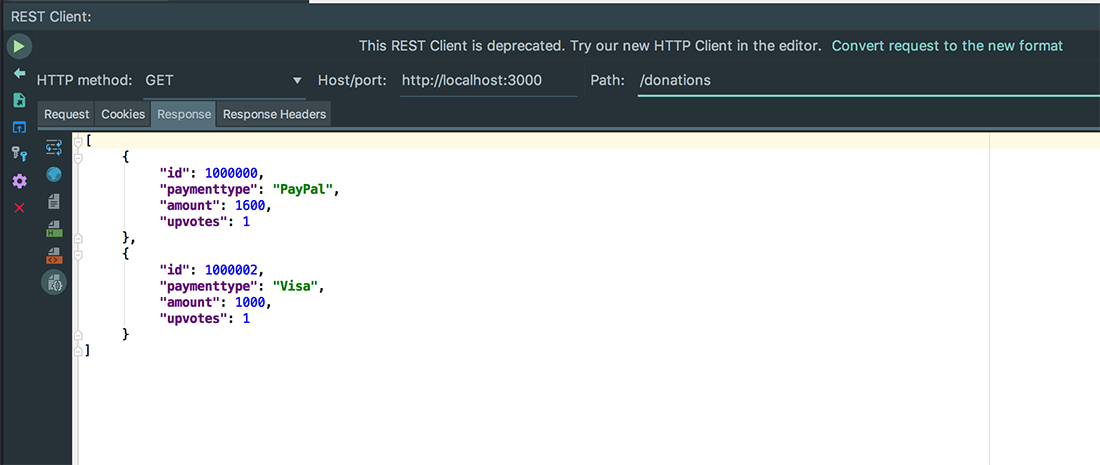 REST Client:
This REST Client is deprecated. Try our new HTTP Client in the editor. Convert request to the new format
HTTP method: GET Host/port: http://localhost:3000 Path: /donations
Request Cookies Response Response Headers
[
{
"id": 1000000,
"paymenttype": "PayPal",
"amount": 1600,
"upvotes": 1
},
{
"id": 1000002,
"paymenttype": "Visa",
"amount": 1000,
"upvotes": 1
}
]